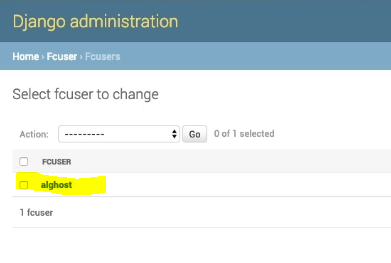 Django administration
Home › Fcuser › Fcusers
Select fcuser to change
Action: --------- Go 0 of 1 selected
FCUSER
alghost
1 fcuser